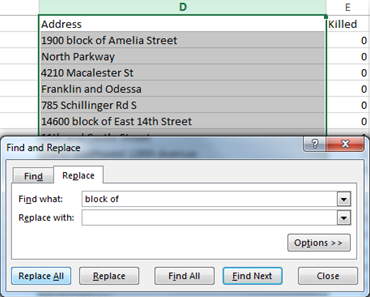 D E
Address Killed
1900 block of Amelia Street 0
North Parkway 0
4210 Macalester St 0
Franklin and Odessa 0
785 Schillinger Rd S 0
14600 block of East 14th Street 0
Find and Replace
Find Replace
Find what: block of
Replace with:
Options >>
Replace All Replace Find All Find Next Close